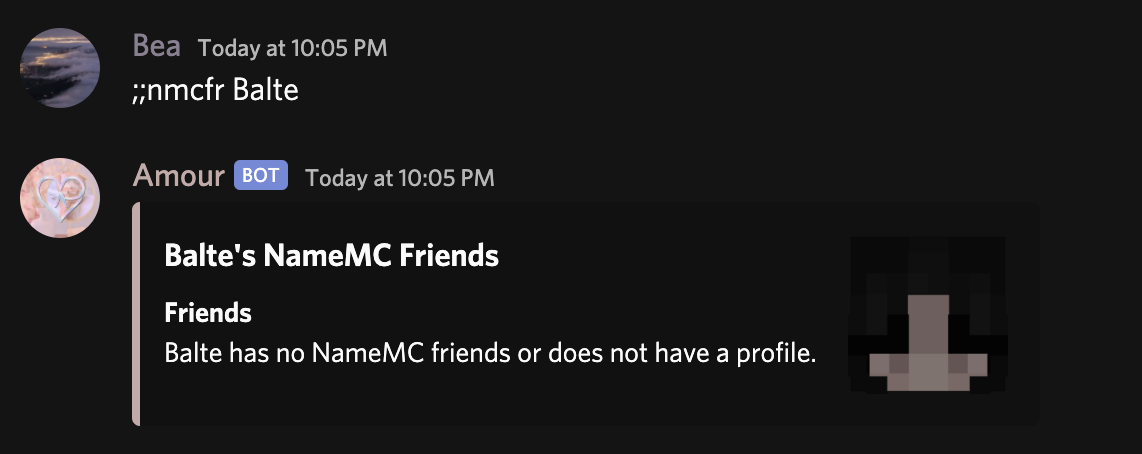 Bea Today at 10:05 PM
;;nmcfr Balte
Amour BOT Today at 10:05 PM
Balte's NameMC Friends
Friends
Balte has no NameMC friends or does not have a profile.